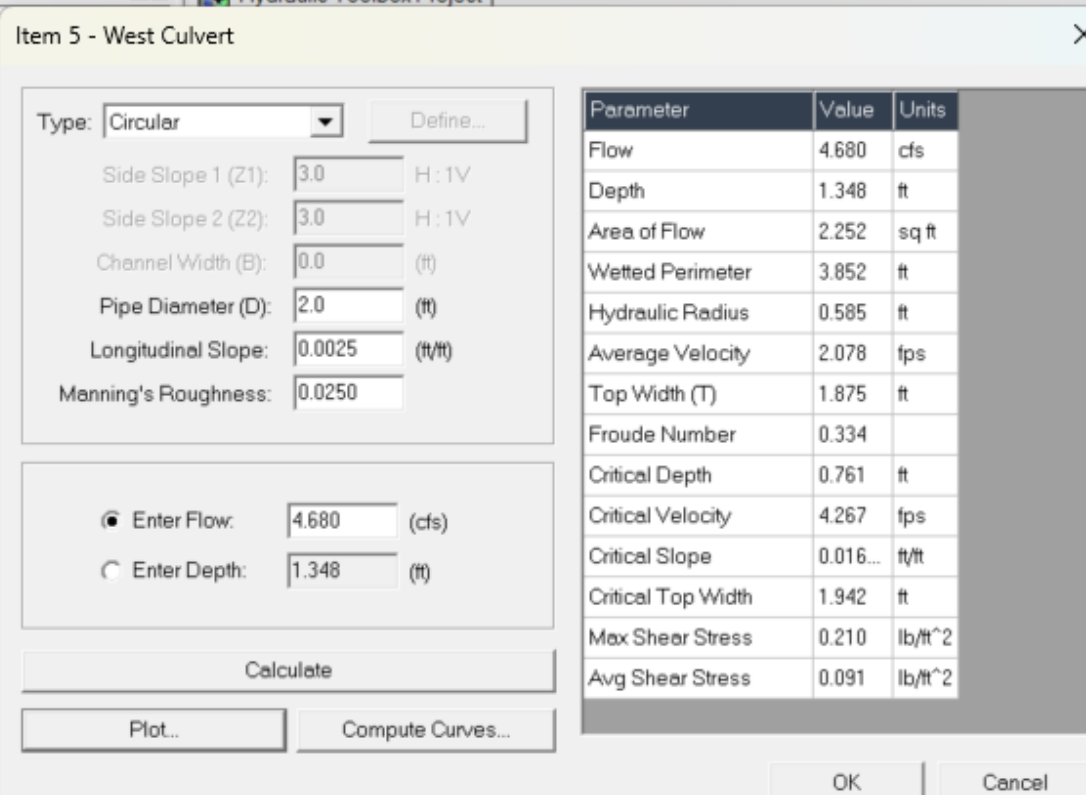 Hydraulic Toolbox Project
Item 5 - West Culvert
Type: Circular Define...
Side Slope 1 (Z1): 3.0 H : 1V
Side Slope 2 (Z2): 3.0 H : 1V
Channel Width (B): 0.0 (ft)
Pipe Diameter (D): 2.0 (ft)
Longitudinal Slope: 0.0025 (ft/ft)
Manning's Roughness: 0.0250
Enter Flow: 4.680 (cfs)
Enter Depth: 1.348 (ft)
Calculate
Plot... Compute Curves...
Parameter Value Units
Flow 4.680 cfs
Depth 1.348 ft
Area of Flow 2.252 sq ft
Wetted Perimeter 3.852 ft
Hydraulic Radius 0.585 ft
Average Velocity 2.078 fps
Top Width (T) 1.875 ft
Froude Number 0.334
Critical Depth 0.761 ft
Critical Velocity 4.267 fps
Critical Slope 0.016... ft/ft
Critical Top Width 1.942 ft
Max Shear Stress 0.210 lb/ft^2
Avg Shear Stress 0.091 lb/ft^2
OK Cancel